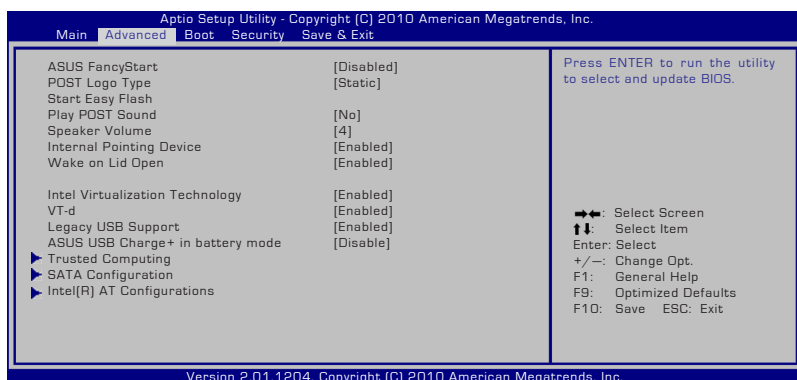 Aptio Setup Utility - Copyright (C) 2010 American Megatrends, Inc.
Main Advanced Boot Security Save & Exit
ASUS FancyStart [Disabled]
POST Logo Type [Static]
Start Easy Flash
Play POST Sound [No]
Speaker Volume [4]
Internal Pointing Device [Enabled]
Wake on Lid Open [Enabled]
Intel Virtualization Technology [Enabled]
VT-d [Enabled]
Legacy USB Support [Enabled]
ASUS USB Charge+ in battery mode [Disable]
Trusted Computing
SATA Configuration
Intel(R) AT Configurations
Press ENTER to run the utility
to select and update BIOS.
➡⬅: Select Screen
⬆⬇: Select Item
Enter: Select
+/—: Change Opt.
F1: General Help
F9: Optimized Defaults
F10: Save ESC: Exit
Version 2.01.1204. Copyright (C) 2010 American Megatrends, Inc.